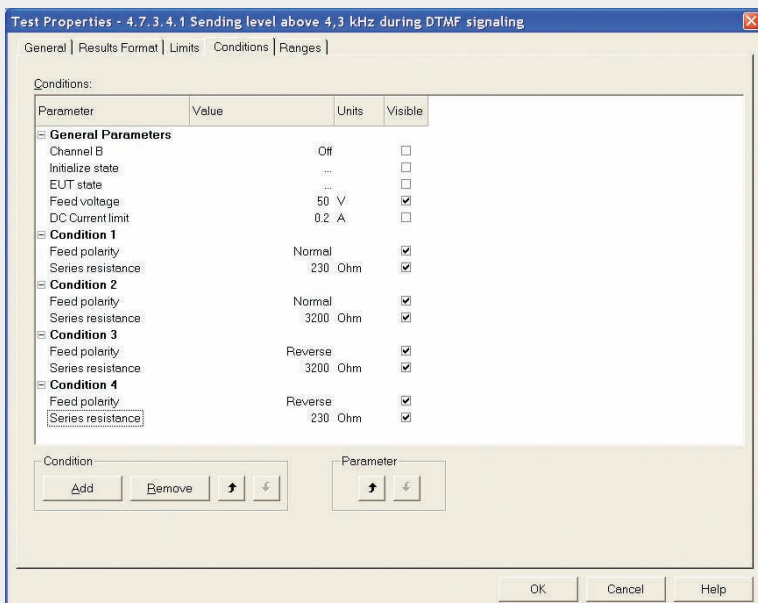 Test Properties - 4.7.3.4.1 Sending level above 4,3 kHz during DTMF signaling
General Results Format Limits Conditions Ranges
Conditions:
Parameter Value Units Visible
General Parameters
Channel B Off
Initialize state ...
EUT state ...
Feed voltage 50 V
DC Current limit 0.2 A
Condition 1
Feed polarity Normal
Series resistance 230 Ohm
Condition 2
Feed polarity Normal
Series resistance 3200 Ohm
Condition 3
Feed polarity Reverse
Series resistance 3200 Ohm
Condition 4
Feed polarity Reverse
Series resistance 230 Ohm
Condition Parameter
Add Remove
OK Cancel Help